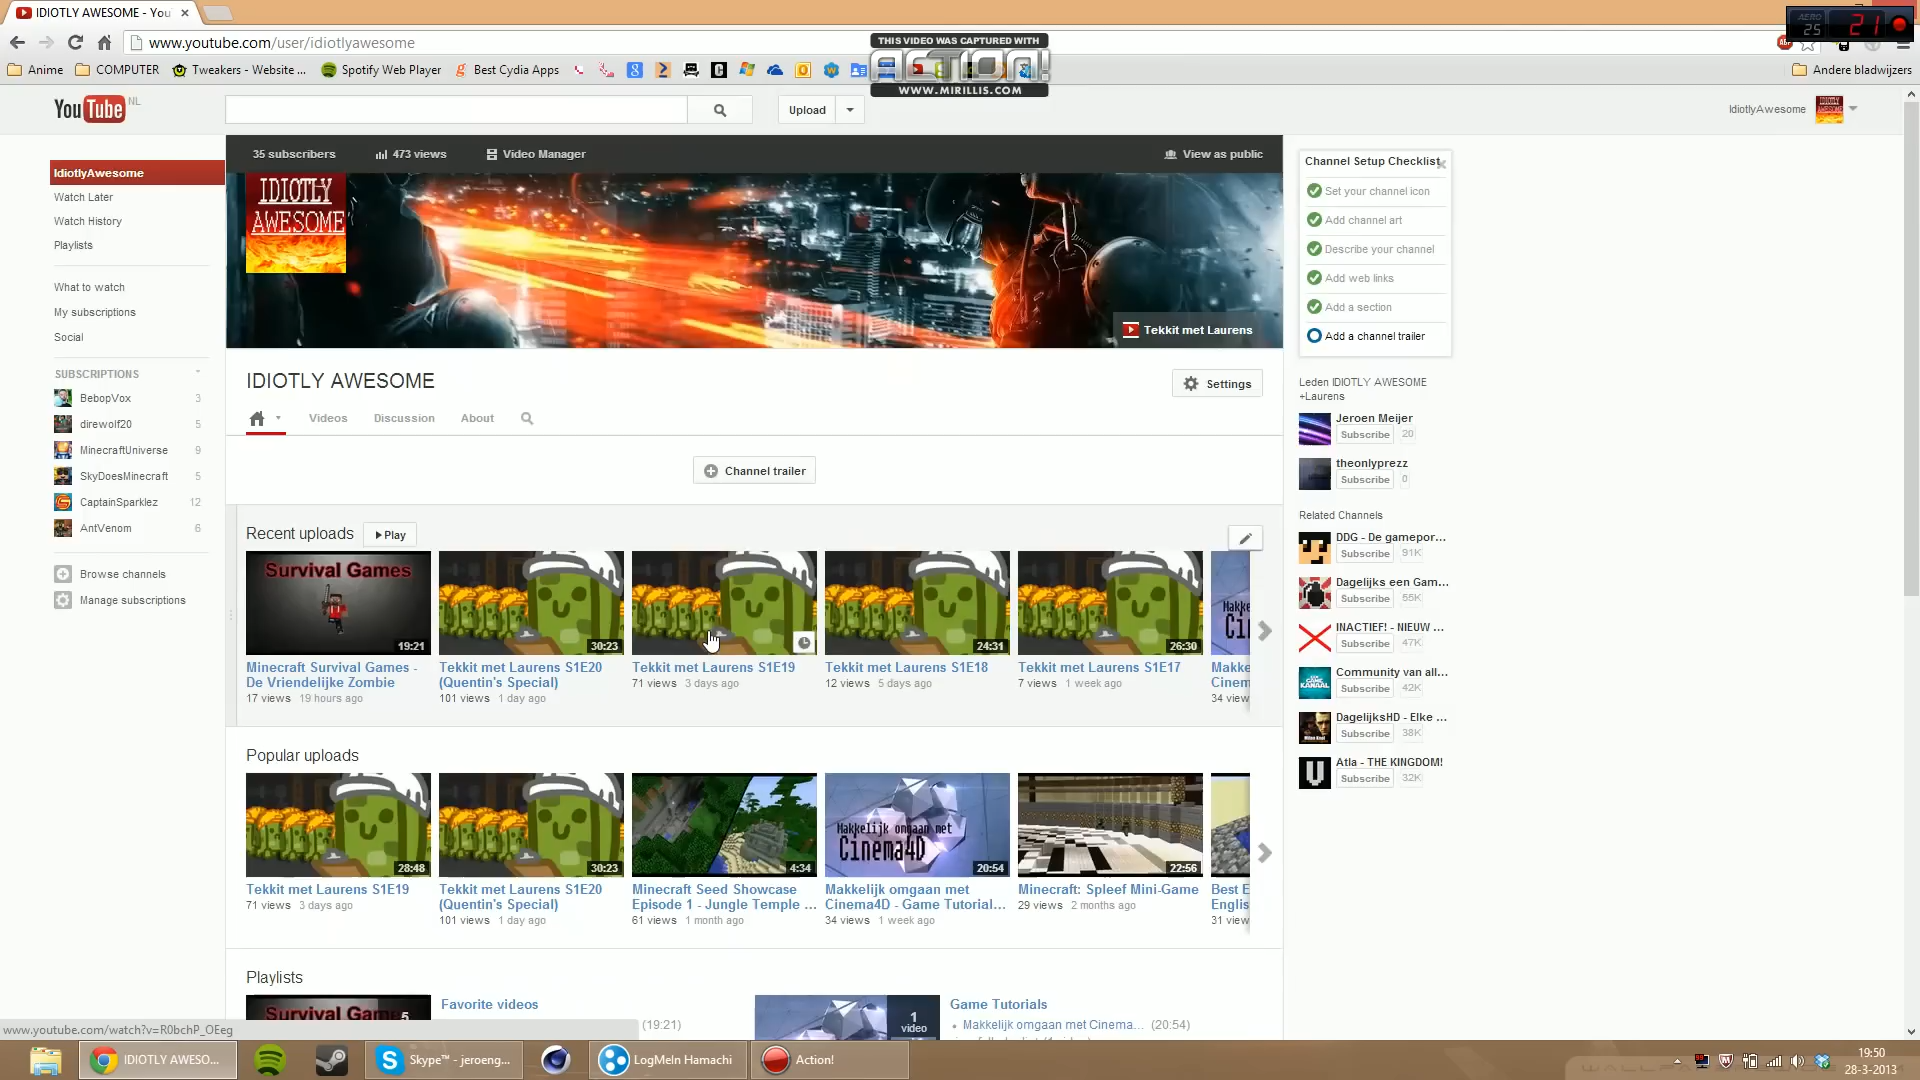 IDIOTLY AWESOME - You
AERO
25
21
www.youtube.com/user/idiotlyawesome
THIS VIDEO WAS CAPTURED WITH
ACTION!
WWW.MIRILLIS.COM
Anime
COMPUTER
Tweakers - Website ...
Spotify Web Player
Best Cydia Apps
Andere bladwijzers
YouTube NL
Upload
IdiotlyAwesome
35 subscribers
473 views
Video Manager
View as public
IDIOTLY
AWESOME
Tekkit met Laurens
IdiotlyAwesome
Watch Later
Watch History
Playlists
What to watch
My subscriptions
Social
SUBSCRIPTIONS
BebopVox 3
direwolf20 5
MinecraftUniverse 9
SkyDoesMinecraft 5
CaptainSparklez 12
AntVenom 6
Browse channels
Manage subscriptions
IDIOTLY AWESOME
Settings
Videos
Discussion
About
Channel trailer
Recent uploads
Play
Survival Games
19:21
30:23
24:31
26:30
Makke
Ci
Minecraft Survival Games -
De Vriendelijke Zombie
17 views 19 hours ago
Tekkit met Laurens S1E20
(Quentin's Special)
101 views 1 day ago
Tekkit met Laurens S1E19
71 views 3 days ago
Tekkit met Laurens S1E18
12 views 5 days ago
Tekkit met Laurens S1E17
7 views 1 week ago
Makke
Cinem
34 view
Popular uploads
28:48
30:23
4:34
Makkelijk omgaan met
Cinema4D
20:54
22:56
Tekkit met Laurens S1E19
71 views 3 days ago
Tekkit met Laurens S1E20
(Quentin's Special)
101 views 1 day ago
Minecraft Seed Showcase
Episode 1 - Jungle Temple ...
61 views 1 month ago
Makkelijk omgaan met
Cinema4D - Game Tutorial...
34 views 1 week ago
Minecraft: Spleef Mini-Game
29 views 2 months ago
Best E
Englis
31 view
Playlists
Survival Games
5
Favorite videos
(19:21)
1
video
Game Tutorials
Makkelijk omgaan met Cinema... (20:54)
Channel Setup Checklist
Set your channel icon
Add channel art
Describe your channel
Add web links
Add a section
Add a channel trailer
Leden IDIOTLY AWESOME
+Laurens
Jeroen Meijer
Subscribe 20
theonlyprezz
Subscribe 0
Related Channels
DDG - De gamepor...
Subscribe 91K
Dagelijks een Gam...
Subscribe 55K
INACTIEF! - NIEUW ...
Subscribe 47K
Community van all...
Subscribe 42K
DagelijksHD - Elke ...
Subscribe 38K
Atla - THE KINGDOM!
Subscribe 32K
www.youtube.com/watch?v=R0bchP_OEeg
IDIOTLY AWESO...
Skype™ - jeroeng...
LogMeIn Hamachi
Action!
19:50
28-3-2013